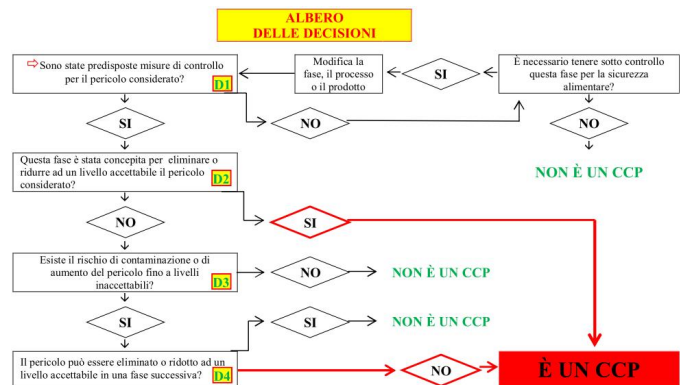 ALBERO
DELLE DECISIONI
⇨Sono state predisposte misure di controllo
per il pericolo considerato?
D1
Modifica la
fase, il processo
o il prodotto
SI
È necessario tenere sotto controllo
questa fase per la sicurezza
alimentare?
SI
NO
NO
NON È UN CCP
Questa fase è stata concepita per eliminare o
ridurre ad un livello accettabile il pericolo
considerato?
D2
NO
SI
Esiste il rischio di contaminazione o di
aumento del pericolo fino a livelli
inaccettabili?
D3
NO
NON È UN CCP
SI
SI
NON È UN CCP
Il pericolo può essere eliminato o ridotto ad un
livello accettabile in una fase successiva?
D4
NO
È UN CCP